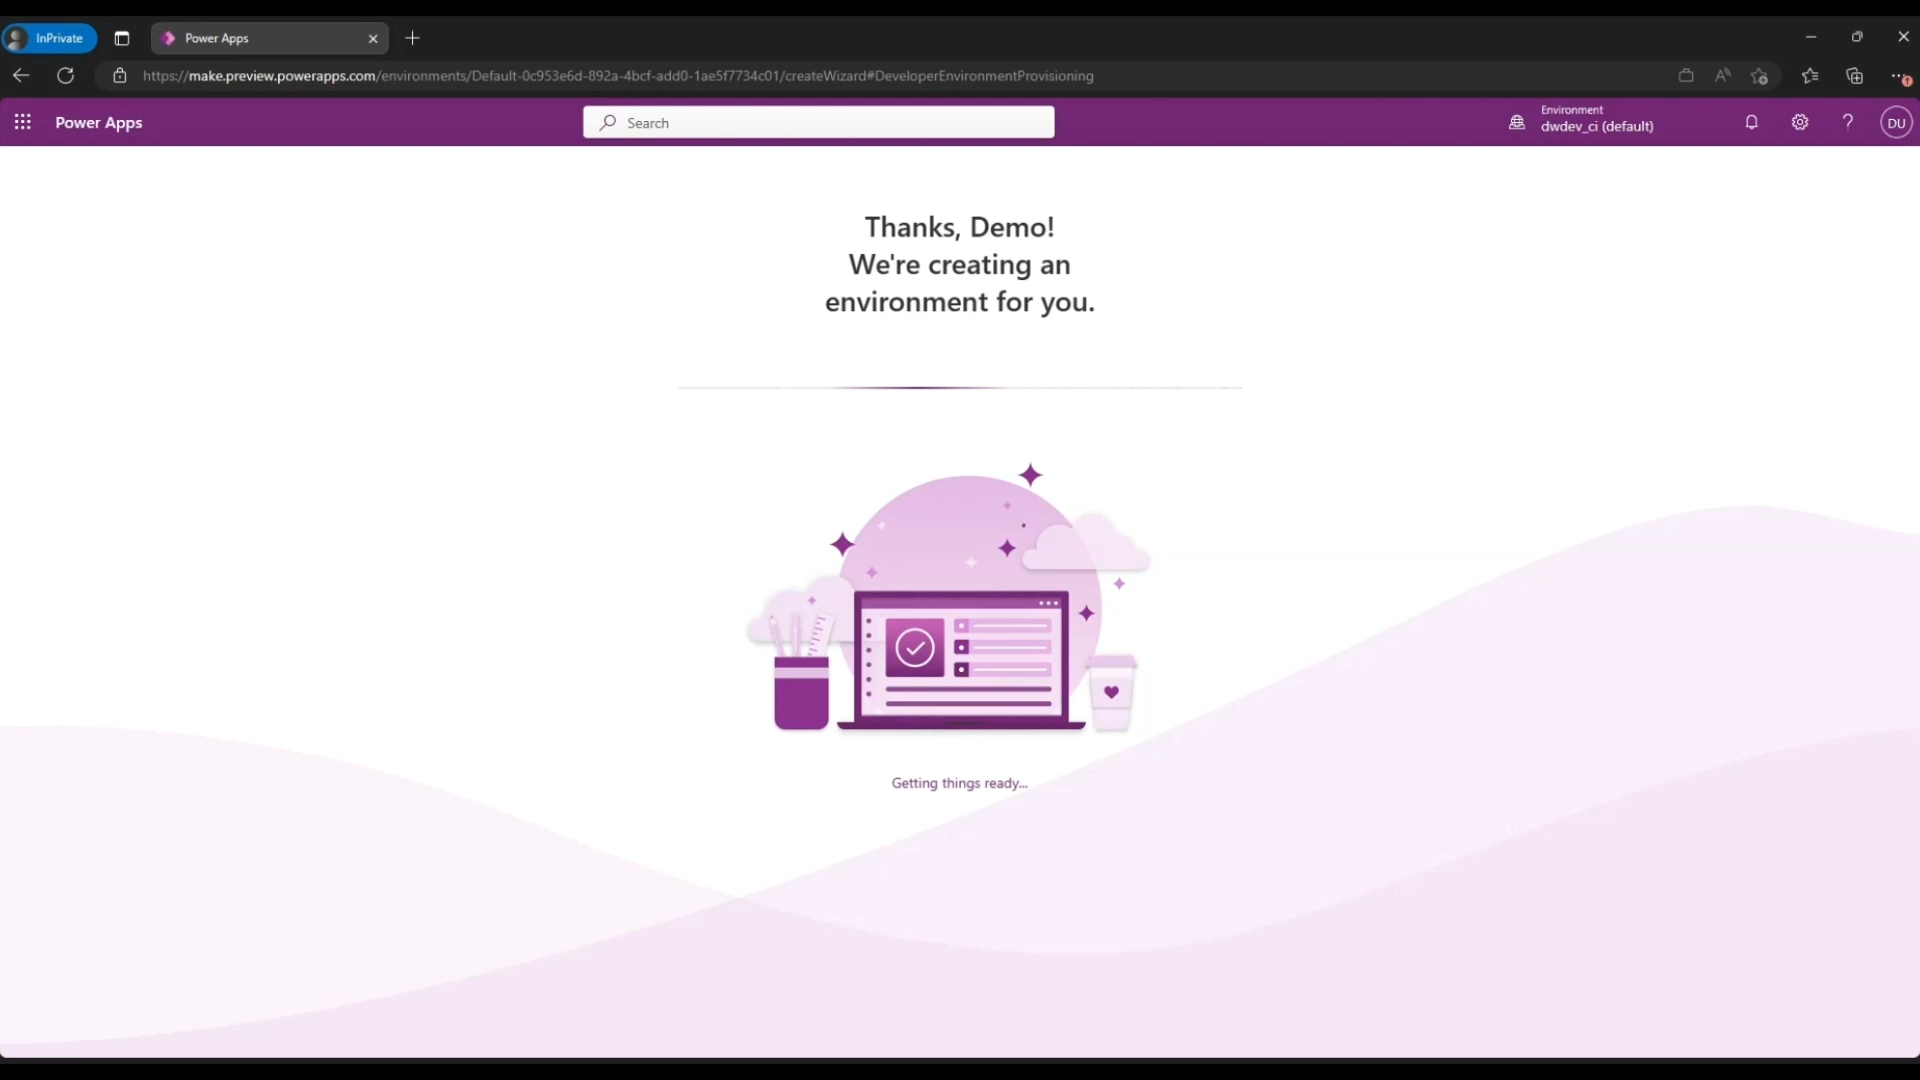 InPrivate
Power Apps
https://make.preview.powerapps.com/environments/Default-0c953e6d-892a-4bcf-add0-1ae5f7734c01/createWizard#DeveloperEnvironmentProvisioning
Power Apps
Search
Environment
dwdev_ci (default)
?
DU
Thanks, Demo!
We're creating an
environment for you.
Getting things ready...